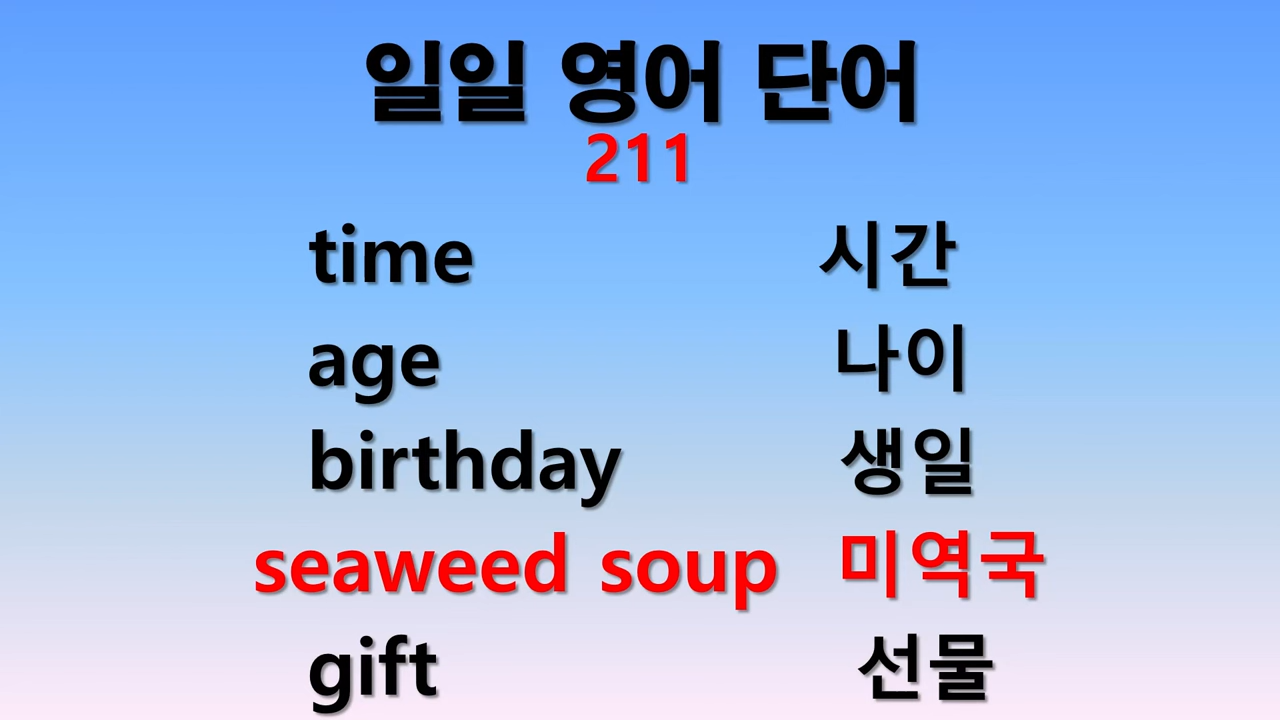 일일 영어 단어
211
time 시간
age 나이
birthday 생일
seaweed soup 미역국
gift 선물